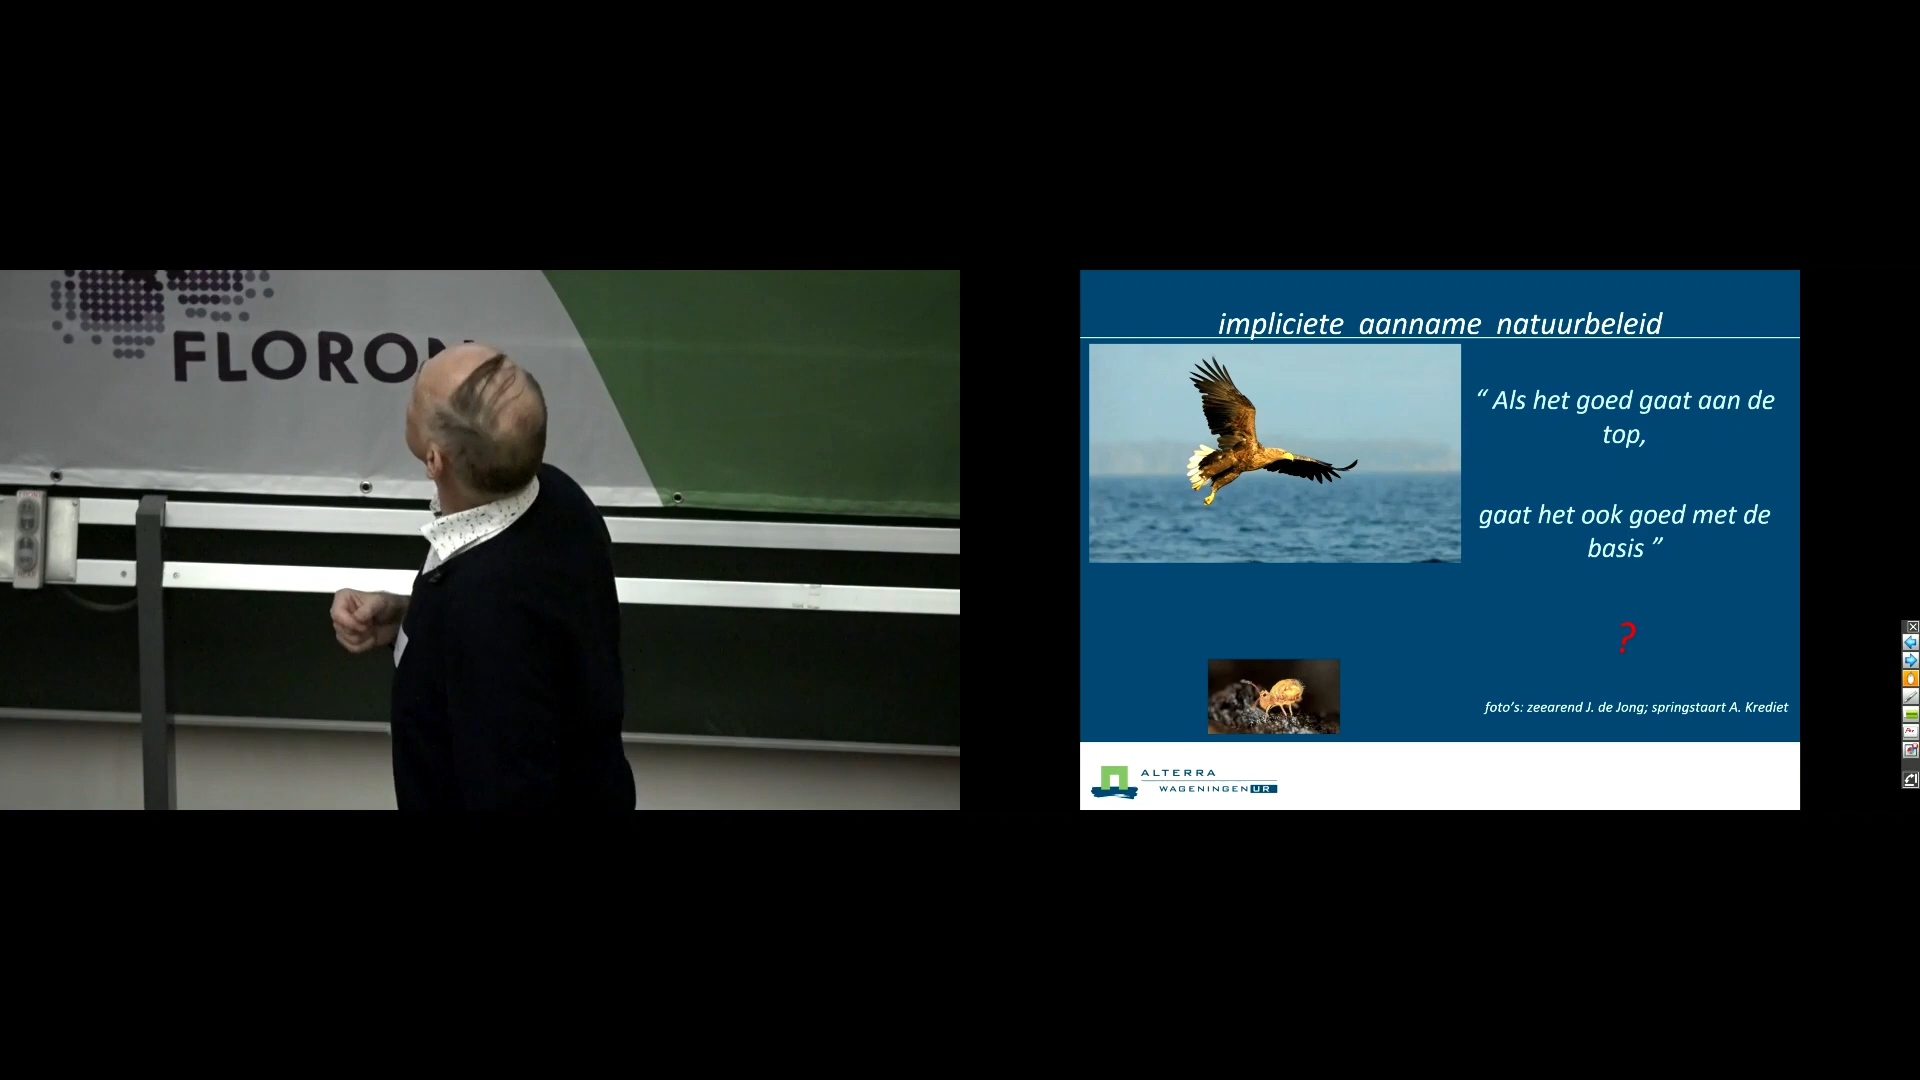 FLORON
impliciete aanname natuurbeleid
“ Als het goed gaat aan de
top,
gaat het ook goed met de
basis ”
?
foto's: zeearend J. de Jong; springstaart A. Krediet
ALTERRA
WAGENINGEN UR